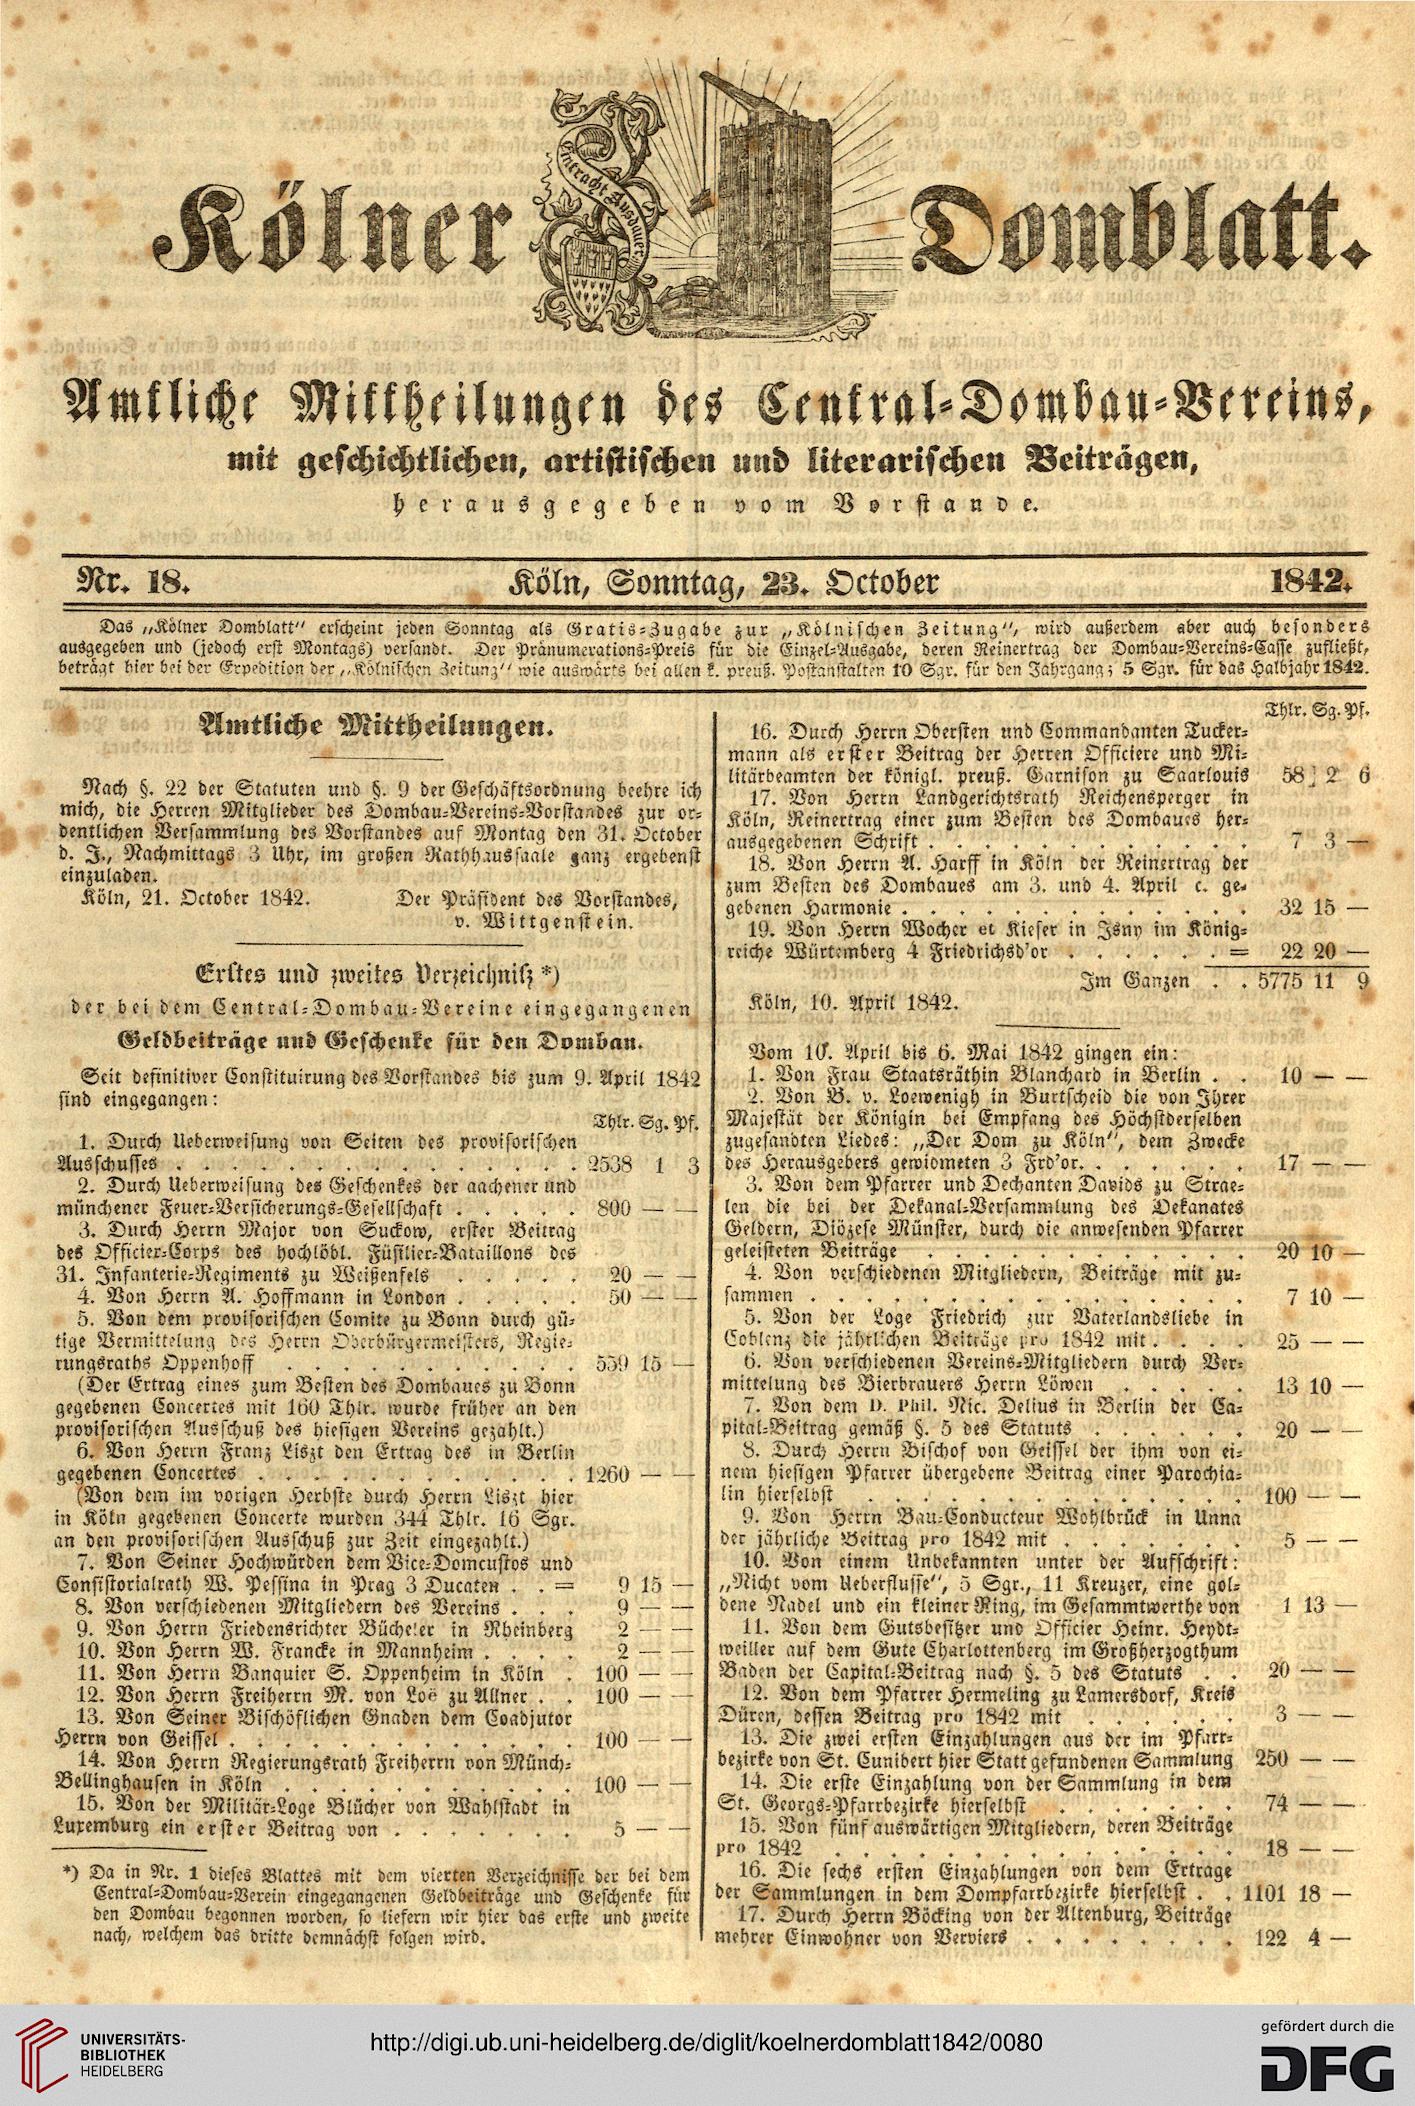 Eintracht Ausdauer
Kölner Domblatt.
Amtliche Mittheilungen des Central-Dombau-Vereins,
mit geschichtlichen, artistischen und literarischen Beiträgen,
herausgegeben vom Vorstande.
Nr. 18. Köln, Sonntag, 23. October 1842.
Das „Kölner Domblatt“ erscheint jeden Sonntag als Gratis-Zugabe zur „Kölnischen Zeitung“, wird außerdem aber auch besonders
ausgegeben und (jedoch erst Montags) versandt. Der Pränumerations-Preis für die Einzel-Ausgabe, deren Reinertrag der Dombau-Vereins-Casse zufließt,
beträgt hier bei der Expedition der „Kölnischen Zeitung“ wie auswärts bei allen k. preuß. Postanstalten 10 Sgr. für den Jahrgang; 5 Sgr. für das Halbjahr 1842.
Amtliche Mittheilungen.
Nach §. 22 der Statuten und §. 9 der Geschäftsordnung beehre ich
mich, die Herren Mitglieder des Dombau-Vereins-Vorstandes zur or-
dentlichen Versammlung des Vorstandes auf Montag den 31. October
d. J., Nachmittags 3 Uhr, im großen Rathhaussaale ganz ergebenst
einzuladen.
Köln, 21. October 1842. Der Präsident des Vorstandes,
v. Wittgenstein.
Erstes und zweites Verzeichniß *)
der bei dem Central-Dombau-Vereine eingegangenen
Geldbeiträge und Geschenke für den Dombau.
Seit definitiver Constituirung des Vorstandes bis zum 9. April 1842
sind eingegangen:
Thlr. Sg. Pf.
1. Durch Ueberweisung von Seiten des provisorischen
Ausschusses . . . . . . . . . . . . . . . 2538 1 3
2. Durch Ueberweisung des Geschenkes der aachener und
münchener Feuer-Versicherungs-Gesellschaft . . . . . 800 — —
3. Durch Herrn Major von Suckow, erster Beitrag
des Officier-Corps des hochlöbl. Füsilier-Bataillons des
31. Infanterie-Regiments zu Weißenfels . . . . . 20 — —
4. Von Herrn A. Hoffmann in London . . . . . 50 — —
5. Von dem provisorischen Comite zu Bonn durch gü-
tige Vermittelung des Herrn Oberbürgermeisters, Regie-
rungsraths Oppenhoff . . . . . . . . . . . 559 15 —
(Der Ertrag eines zum Besten des Dombaues zu Bonn
gegebenen Concertes mit 160 Thlr. wurde früher an den
provisorischen Ausschuß des hiesigen Vereins gezahlt.)
6. Von Herrn Franz Liszt den Ertrag des in Berlin
gegebenen Concertes . . . . . . . . . . . . 1260 — —
(Von dem im vorigen Herbste durch Herrn Liszt hier
in Köln gegebenen Concerte wurden 344 Thlr. 16 Sgr.
an den provisorischen Ausschuß zur Zeit eingezahlt.)
7. Von Seiner Hochwürden dem Vice-Domcustos und
Consistorialrath W. Pessina in Prag 3 Ducaten . . = 9 15 —
8. Von verschiedenen Mitgliedern des Vereins . . . 9 — —
9. Von Herrn Friedensrichter Bücheler in Rheinberg 2 — —
10. Von Herrn W. Francke in Mannheim . . . . 2 — —
11. Von Herrn Banquier S. Oppenheim in Köln . 100 — —
12. Von Herrn Freiherrn M. von Loë zu Allner . . 100 — —
13. Von Seiner Bischöflichen Gnaden dem Coadjutor
Herrn von Geissel . . . . . . . . . . . . . 100 — —
14. Von Herrn Regierungsrath Freiherrn von Münch-
Bellinghausen in Köln . . . . . . . . . . . 100 — —
15. Von der Militär-Loge Blücher von Wahlstadt in
Luxemburg ein erster Beitrag von . . . . . . . 5 — —
*) Da in Nr. 1 dieses Blattes mit dem vierten Verzeichnisse der bei dem
Central-Dombau-Verein eingegangenen Geldbeiträge und Geschenke für
den Dombau begonnen worden, so liefern wir hier das erste und zweite
nach, welchem das dritte demnächst folgen wird.
Thlr. Sg. Pf.
16. Durch Herrn Obersten und Commandanten Tucker-
mann als erster Beitrag der Herren Officiere und Mi-
litärbeamten der königl. preuß. Garnison zu Saarlouis 58 2 6
17. Von Herrn Landgerichtsrath Reichensperger in
Köln, Reinertrag einer zum Besten des Dombaues her-
ausgegebenen Schrift . . . . . . . . . . . . 7 3 —
18. Von Herrn A. Harff in Köln der Reinertrag der
zum Besten des Dombaues am 3. und 4. April c. ge-
gebenen Harmonie . . . . . . . . . . . . . 32 15 —
19. Von Herrn Wocher et Kieser in Isny im König-
reiche Würtemberg 4 Friedrichsd'or . . . . . . = 22 20 —
Im Ganzen . . 5775 11 9
Köln, 10. April 1842.
Vom 10. April bis 6. Mai 1842 gingen ein:
1. Von Frau Staatsräthin Blanchard in Berlin . . 10 — —
2. Von B. v. Loewenigh in Burtscheid die von Ihrer
Majestät der Königin bei Empfang des Höchstderselben
zugesandten Liedes: „Der Dom zu Köln“, dem Zwecke
des Herausgebers gewidmeten 3 Frd'or. . . . . . . 17 — —
3. Von dem Pfarrer und Dechanten Davids zu Strae-
len die bei der Dekanal-Versammlung des Dekanates
Geldern, Diözese Münster, durch die anwesenden Pfarrer
geleisteten Beiträge . . . . . . . . . . . . 20 10 —
4. Von verschiedenen Mitgliedern, Beiträge mit zu-
sammen . . . . . . . . . . . . . . . . 7 10 —
5. Von der Loge Friedrich zur Vaterlandsliebe in
Coblenz die jährlichen Beiträge pro 1842 mit . . . . 25 — —
6. Von verschiedenen Vereins-Mitgliedern durch Ver-
mittelung des Bierbrauers Herrn Löwen . . . . . 13 10 —
7. Von dem D. Phil. Nic. Delius in Berlin der Ca-
pital-Beitrag gemäß §. 5 des Statuts . . . . . . 20 — —
8. Durch Herrn Bischof von Geissel der ihm von ei-
nem hiesigen Pfarrer übergebene Beitrag einer Parochia-
lin hierselbst . . . . . . . . . . . . . . 100 — —
9. Von Herrn Bau-Conducteur Wohlbrück in Unna
der jährliche Beitrag pro 1842 mit . . . . . . . 5 — —
10. Von einem Unbekannten unter der Aufschrift:
„Nicht vom Ueberflusse“, 5 Sgr., 11 Kreuzer, eine gol-
dene Nadel und ein kleiner Ring, im Gesammtwerthe von 1 13 —
11. Von dem Gutsbesitzer und Officier Heinr. Heydt-
weiller auf dem Gute Charlottenberg im Großherzogthum
Baden der Capital-Beitrag nach §. 5 des Statuts . . 20 — —
12. Von dem Pfarrer Hermeling zu Lamersdorf, Kreis
Düren, dessen Beitrag pro 1842 mit . . . . . . 3 — —
13. Die zwei ersten Einzahlungen aus der im Pfarr-
bezirke von St. Cunibert hier Statt gefundenen Sammlung 250 — —
14. Die erste Einzahlung von der Sammlung in dem
St. Georgs-Pfarrbezirke hierselbst . . . . . . . 74 — —
15. Von fünf auswärtigen Mitgliedern, deren Beiträge
pro 1842 . . . . . . . . . . . . . . . 18 — —
16. Die sechs ersten Einzahlungen von dem Ertrage
der Sammlungen in dem Dompfarrbezirke hierselbst . . 1101 18 —
17. Durch Herrn Böcking von der Altenburg, Beiträge
mehrer Einwohner von Verviers . . . . . . . . 122 4 —
UNIVERSITÄTS-
BIBLIOTHEK
HEIDELBERG
http://digi.ub.uni-heidelberg.de/diglit/koelnerdomblatt1842/0080
gefördert durch die
DFG